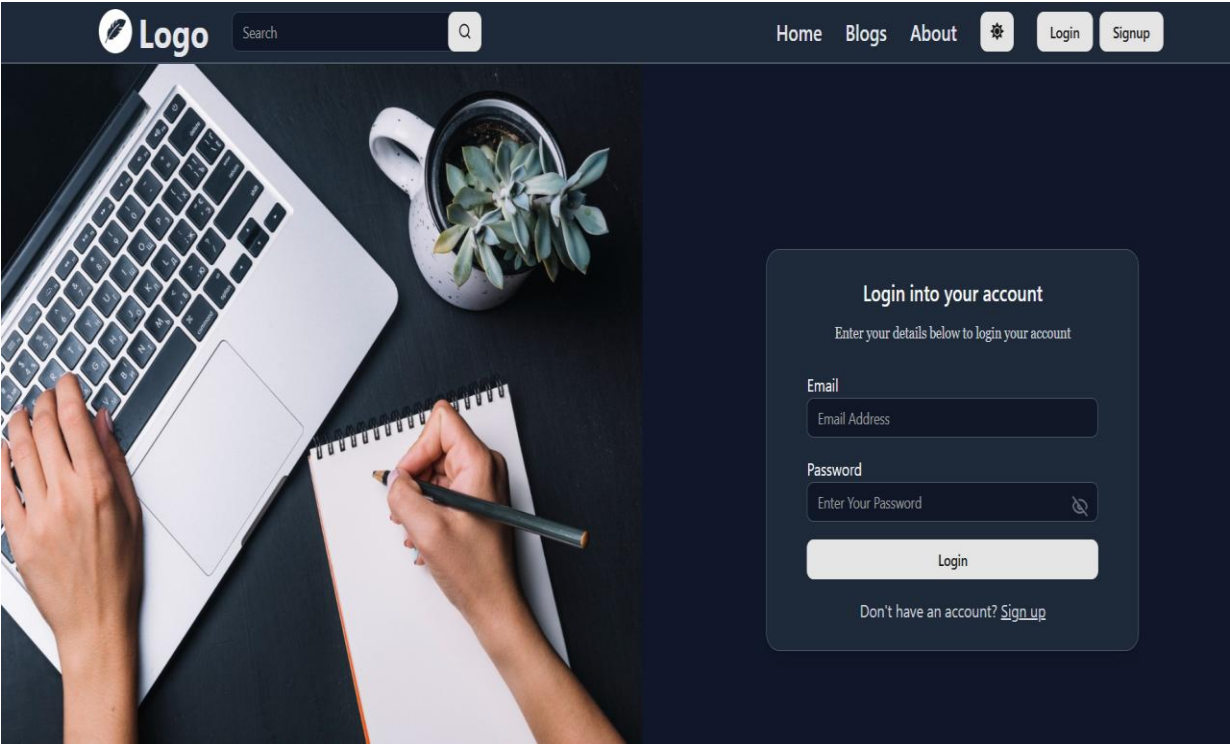 Logo
Search
Home Blogs About
Login Signup
Login into your account
Enter your details below to login your account
Email
Email Address
Password
Enter Your Password
Login
Don't have an account? Sign up